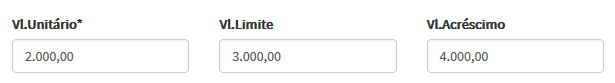 Vl.Unitário* Vl.Limite Vl.Acréscimo
2.000,00 3.000,00 4.000,00